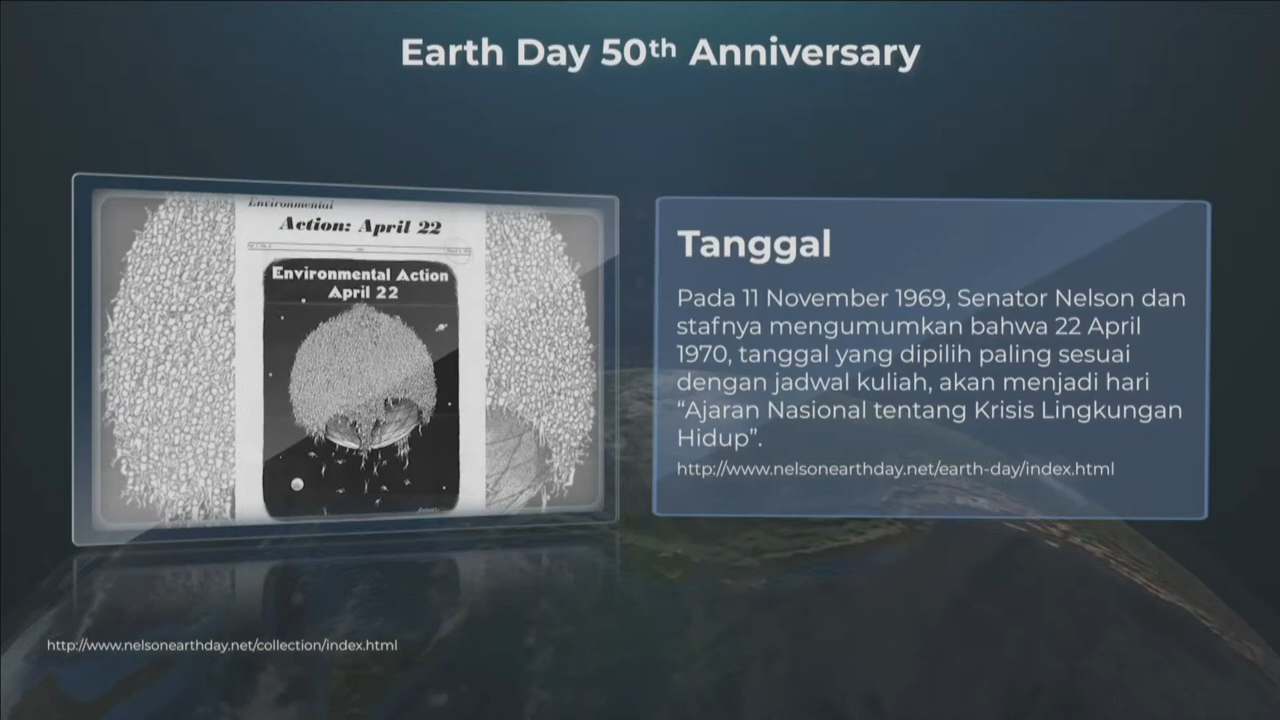 Earth Day 50th Anniversary
Environmental
Action: April 22
Environmental Action
April 22
Tanggal
Pada 11 November 1969, Senator Nelson dan
stafnya mengumumkan bahwa 22 April
1970, tanggal yang dipilih paling sesuai
dengan jadwal kuliah, akan menjadi hari
“Ajaran Nasional tentang Krisis Lingkungan
Hidup”.
http://www.nelsonearthday.net/earth-day/index.html
http://www.nelsonearthday.net/collection/index.html